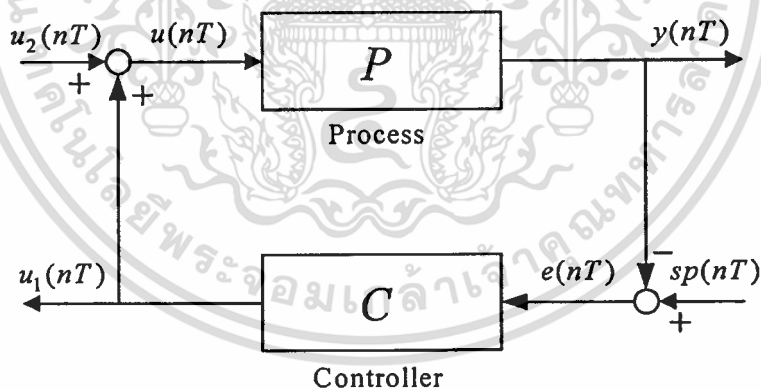 u₂(nT)
u(nT)
y(nT)
+
+
P
Process
u₁(nT)
e(nT)
−
sp(nT)
+
C
Controller